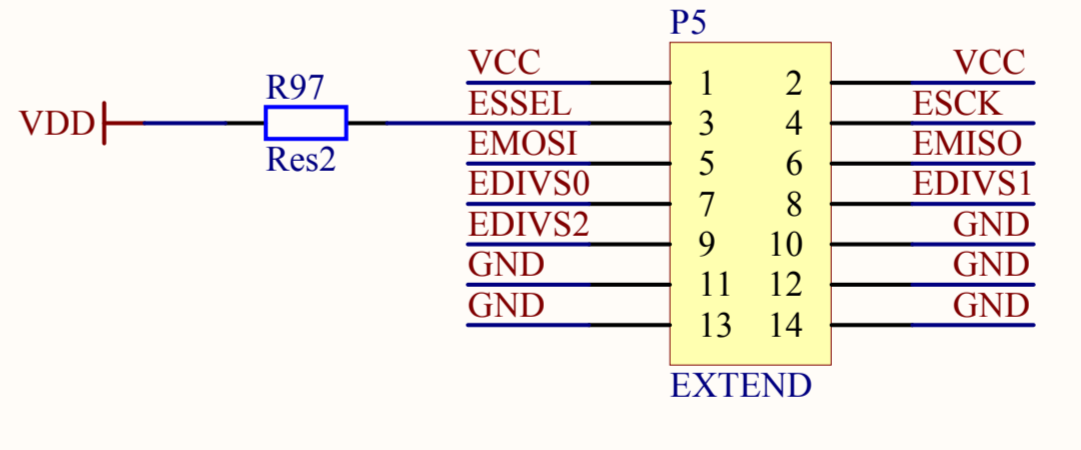 P5
VCC 1 2 VCC
R97
ESSEL 3 4 ESCK
VDD
Res2
EMOSI 5 6 EMISO
EDIVS0 7 8 EDIVS1
EDIVS2 9 10 GND
GND 11 12 GND
GND 13 14 GND
EXTEND